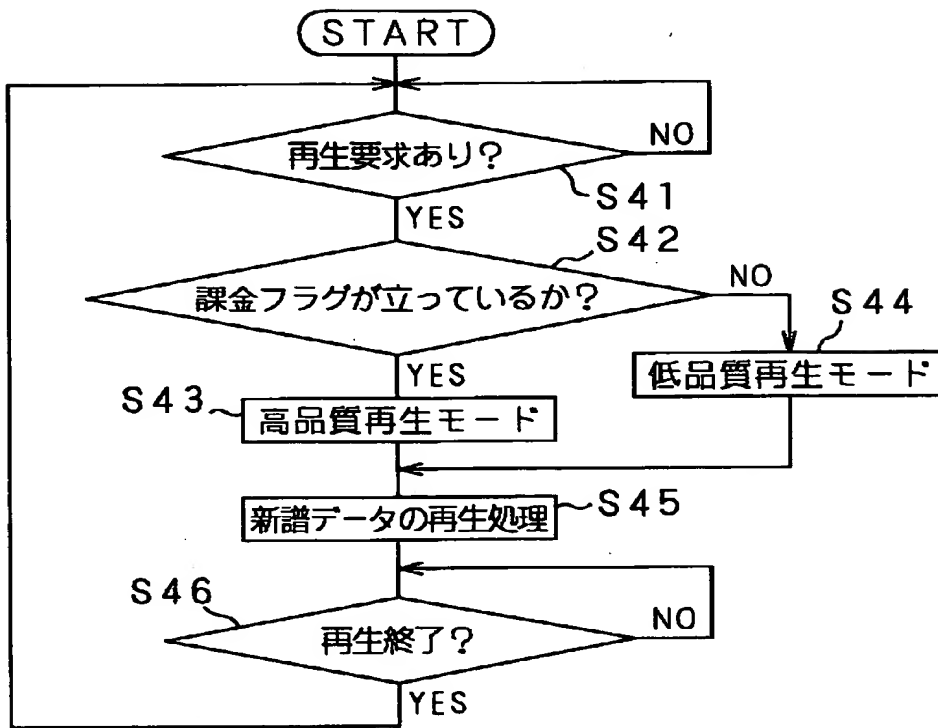 START
再生要求あり?
NO
S41
YES
S42
課金フラグが立っているか?
NO
S44
低品質再生モード
YES
S43
高品質再生モード
S45
新譜データの再生処理
S46
再生終了?
NO
YES